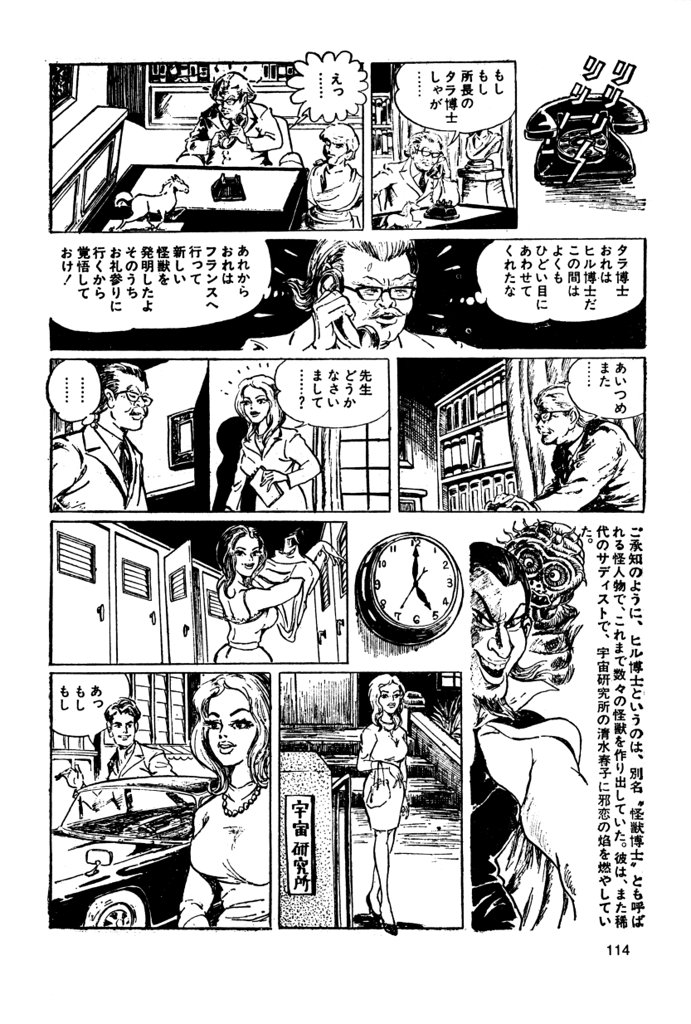 リリリリーン
もし
もし
所長の
タラ博士
じゃが
……
えっ
……
タラ博士
おれは
ヒル博士だ
この間は
よくも
ひどい目に
あわせて
くれたな
あれから
おれは
フランスへ
行って
新しい
怪獣を
発明したよ
そのうち
お礼参りに
行くから
覚悟して
おけ!
あいつめ
また
……
先生
どうか
なさい
まして
……?
……
……
ご承知のように、ヒル博士というのは、別名〝怪獣博士〟とも呼ば
れる怪人物で、これまで数々の怪獣を作り出していた。彼は、また稀
代のサディストで、宇宙研究所の清水春子に邪恋の焔を燃やしてい
た。
12
宇宙研究所
あっ
もし
もし
114